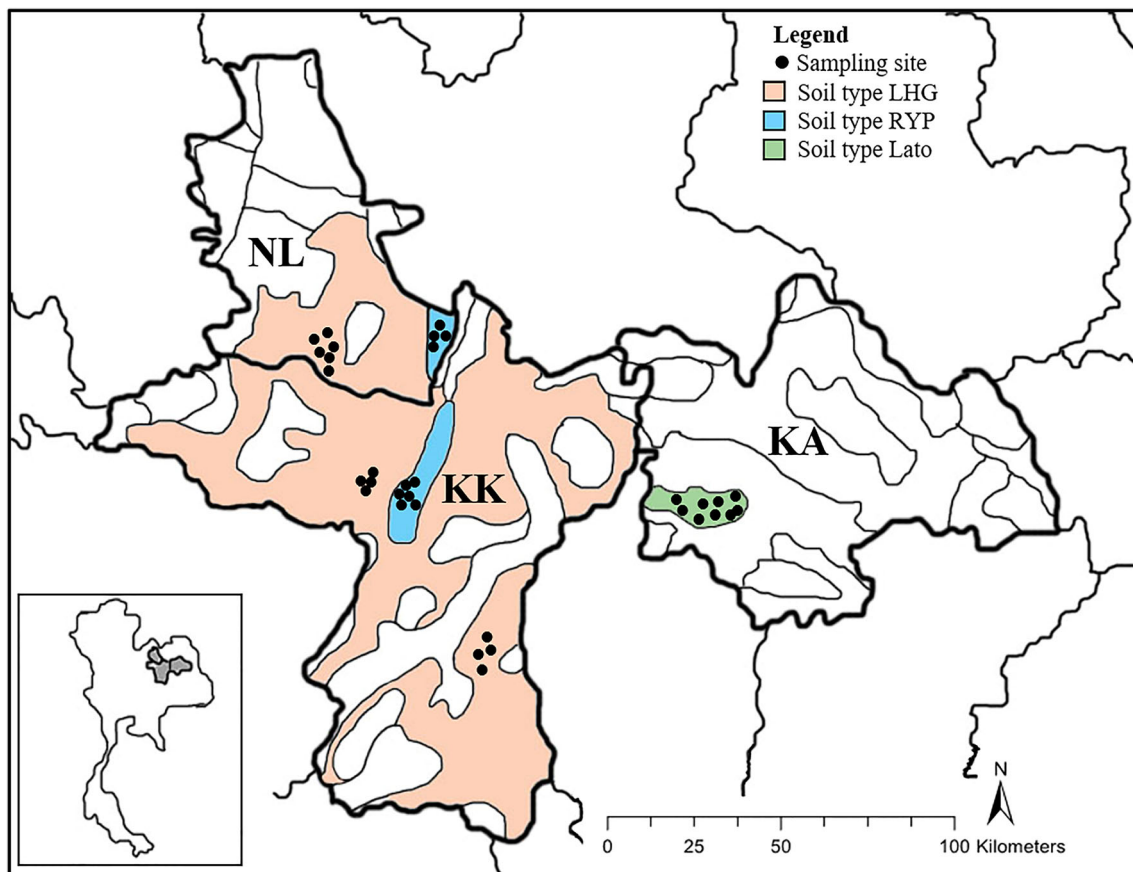 Legend
Sampling site
Soil type LHG
Soil type RYP
Soil type Lato
NL
KA
KK
N
0 25 50 100 Kilometers